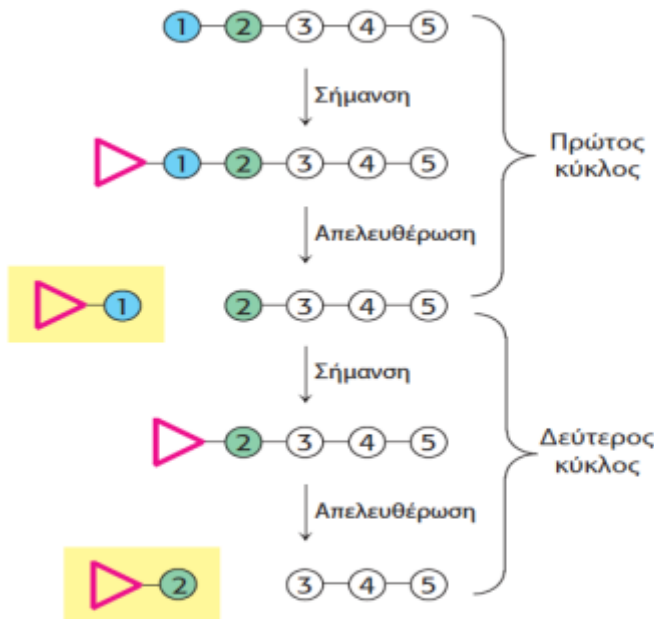 1 2 3 4 5
Σήμανση
1 2 3 4 5
Πρώτος
κύκλος
Απελευθέρωση
1 2 3 4 5
Σήμανση
2 3 4 5
Δεύτερος
κύκλος
Απελευθέρωση
2 3 4 5